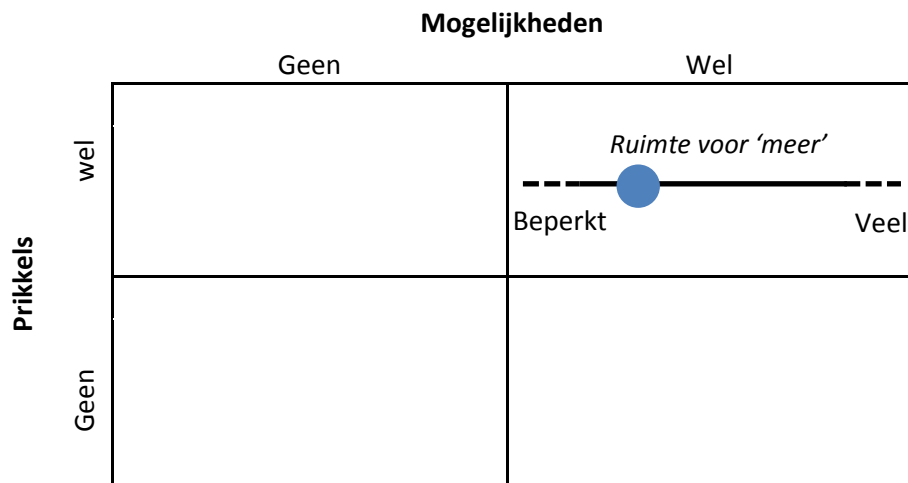 Mogelijkheden
Geen
Wel
Prikkels
wel
Ruimte voor ‘meer’
Beperkt
Veel
Geen